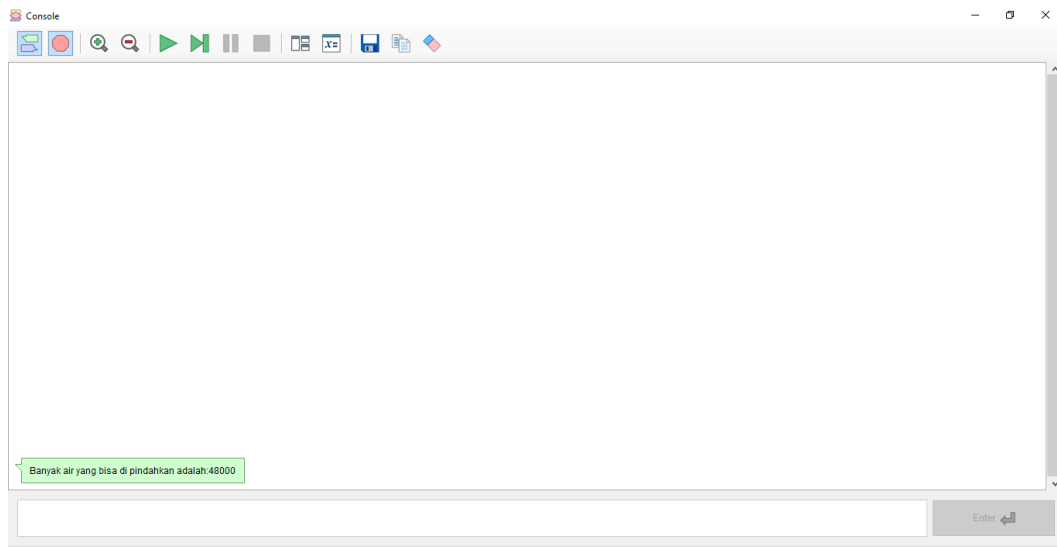 Console
x=
Banyak air yang bisa di pindahkan adalah:48000
Enter